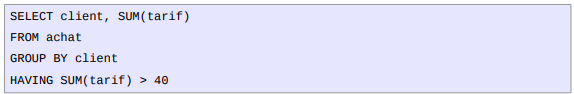 SELECT client, SUM(tarif)
FROM achat
GROUP BY client
HAVING SUM(tarif) > 40